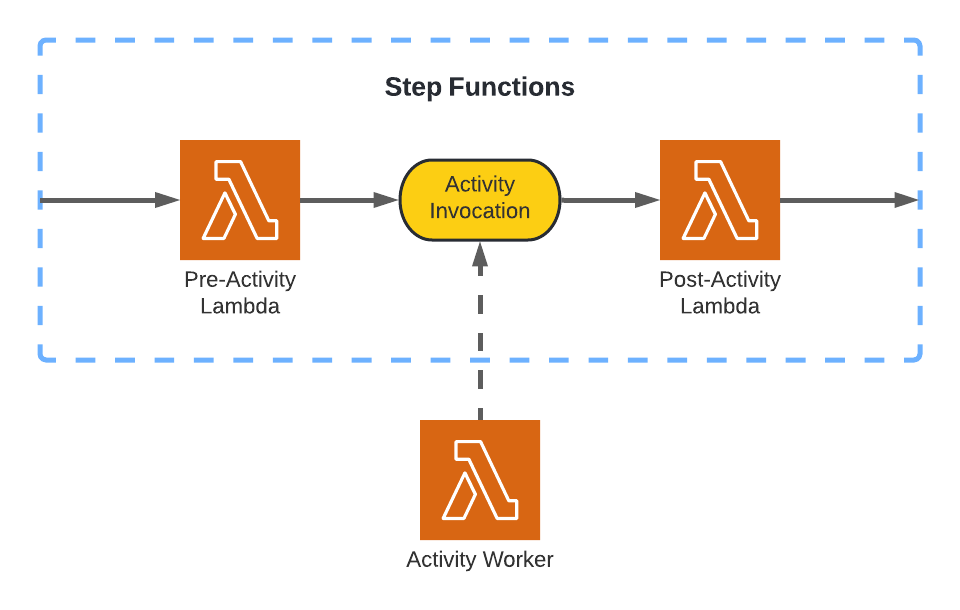 Step Functions
Activity
Invocation
Pre-Activity
Lambda
Post-Activity
Lambda
Activity Worker